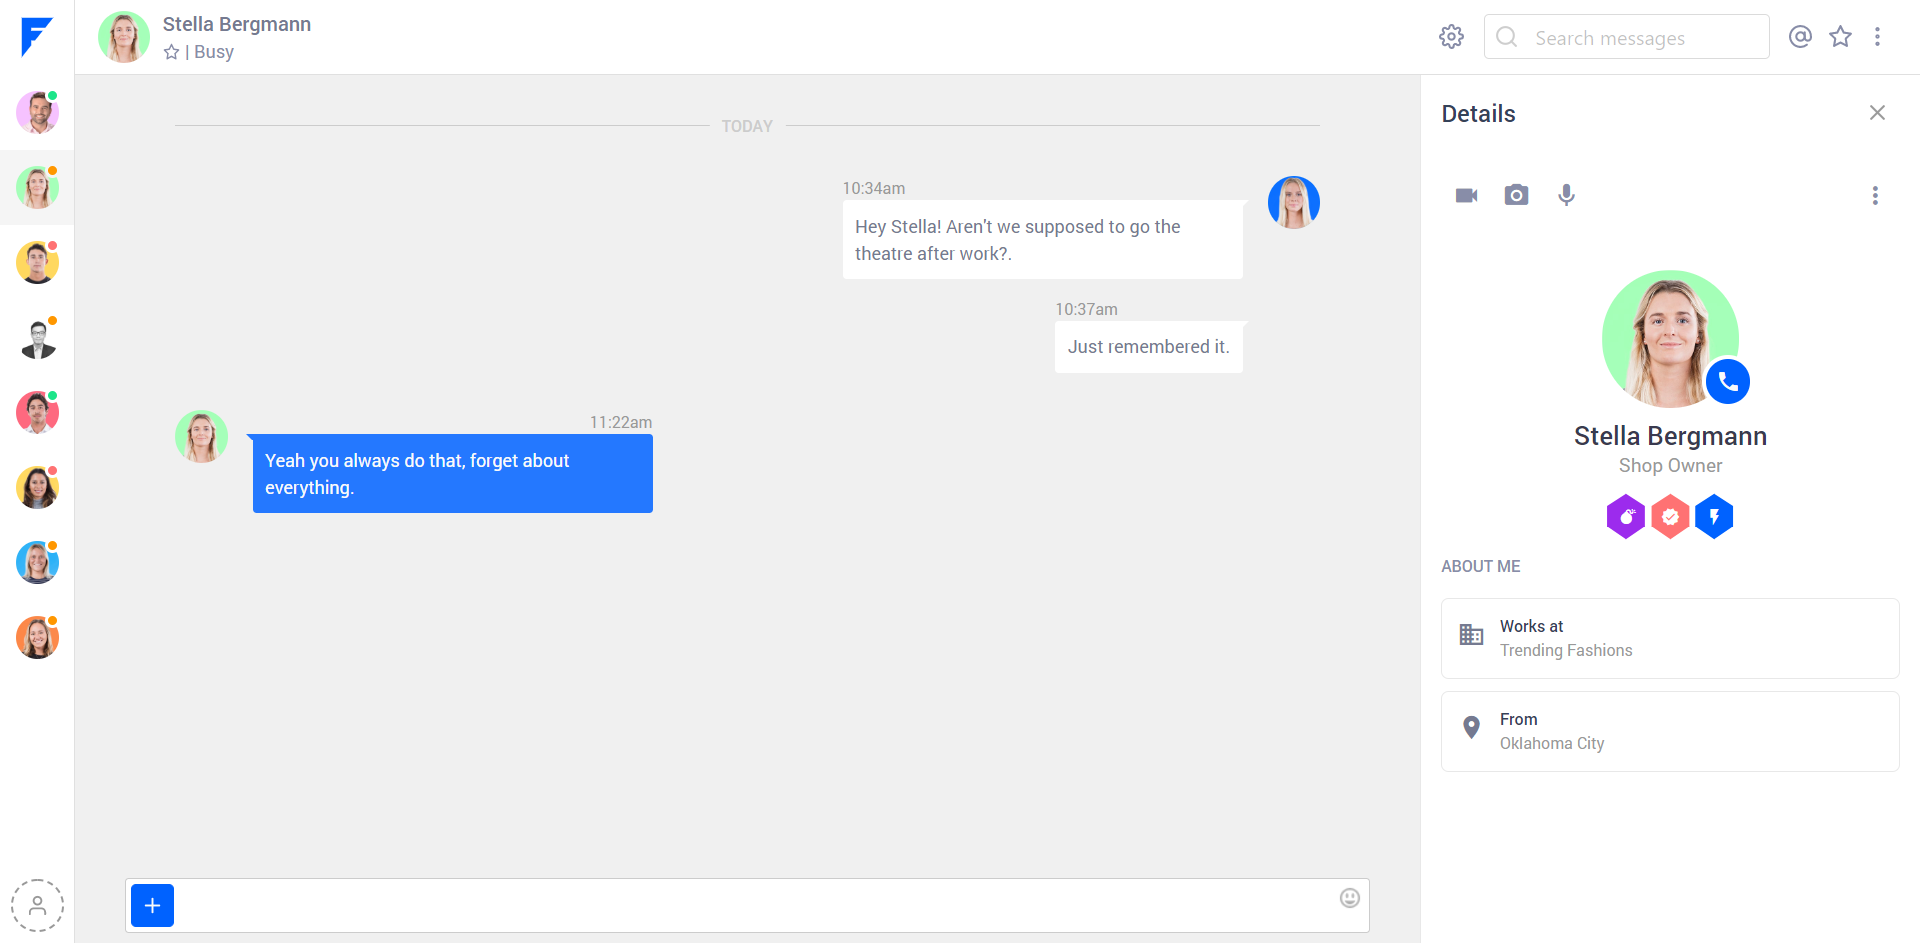 Stella Bergmann
| Busy
Search messages
TODAY
10:34am
Hey Stella! Aren't we supposed to go the
theatre after work?.
10:37am
Just remembered it.
11:22am
Yeah you always do that, forget about
everything.
Details
Stella Bergmann
Shop Owner
ABOUT ME
Works at
Trending Fashions
From
Oklahoma City